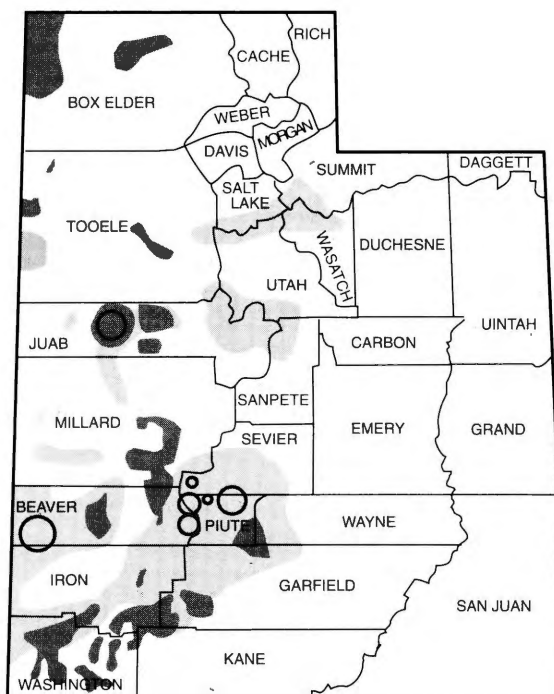 RICH
CACHE
BOX ELDER
WEBER
MORGAN
DAVIS
SUMMIT
DAGGETT
SALT
LAKE
TOOELE
WASATCH
DUCHESNE
UTAH
UINTAH
JUAB
CARBON
SANPETE
MILLARD
EMERY
GRAND
SEVIER
BEAVER
PIUTE
WAYNE
IRON
GARFIELD
SAN JUAN
KANE
WASHINGTON